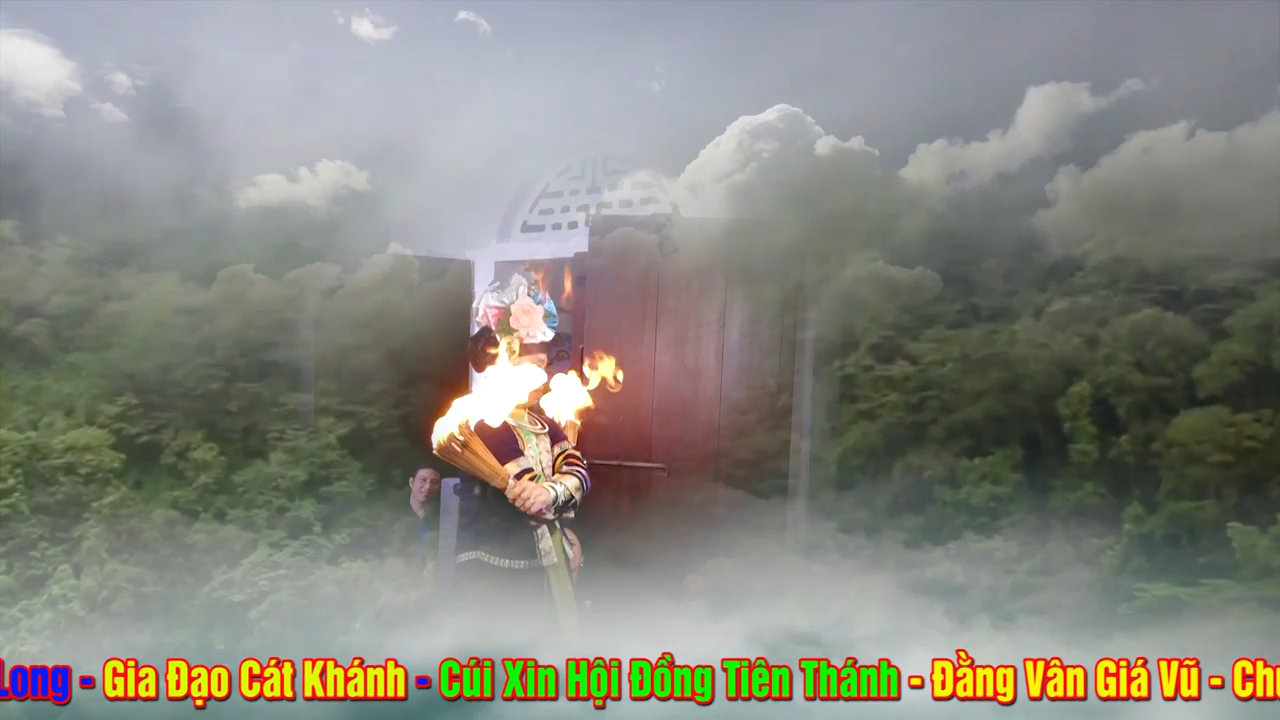 Long - Gia Đạo Cát Khánh - Cúi Xin Hội Đồng Tiên Thánh - Đằng Vân Giá Vũ -